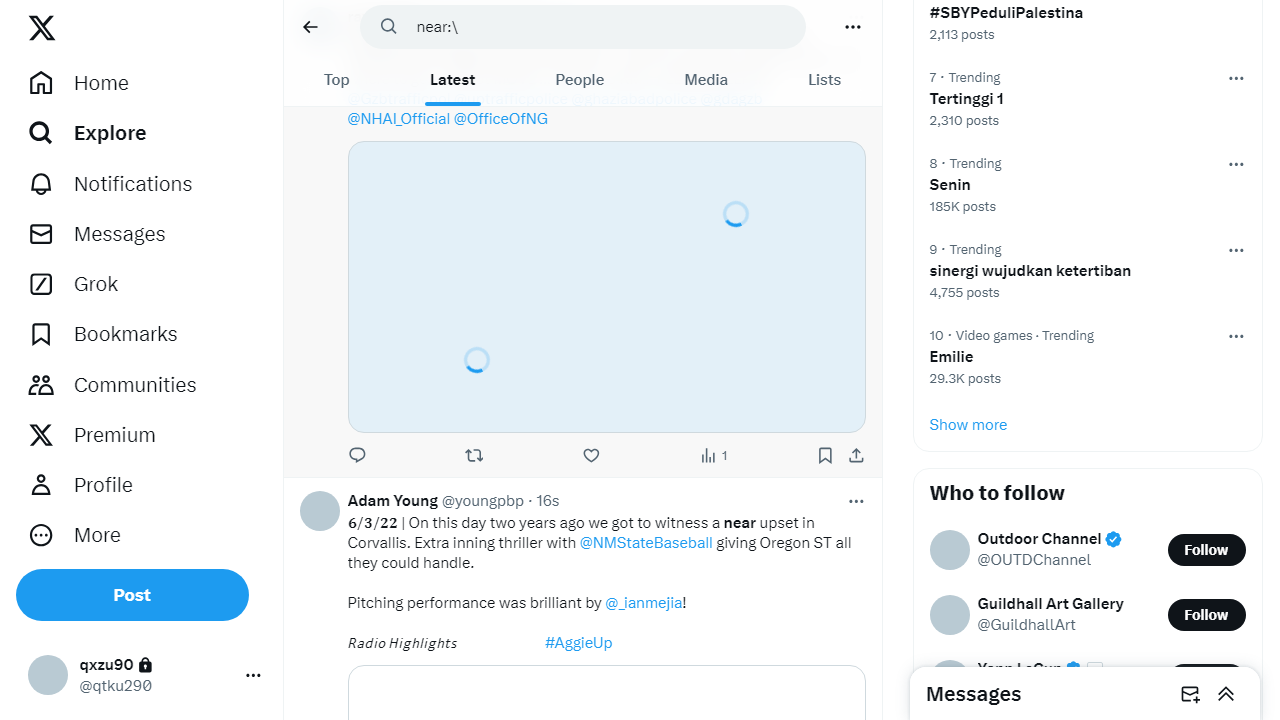 Home
Explore
Notifications
Messages
Grok
Bookmarks
Communities
Premium
Profile
More
Post
qxzu90
@qtku290
near:\
Top
Latest
People
Media
Lists
@NHAI_Official @OfficeOfNG
1
Adam Young @youngpbp · 16s
6/3/22 | On this day two years ago we got to witness a near upset in
Corvallis. Extra inning thriller with @NMStateBaseball giving Oregon ST all
they could handle.
Pitching performance was brilliant by @_ianmejia!
Radio Highlights #AggieUp
#SBYPeduliPalestina
2,113 posts
7 · Trending
Tertinggi 1
2,310 posts
8 · Trending
Senin
185K posts
9 · Trending
sinergi wujudkan ketertiban
4,755 posts
10 · Video games · Trending
Emilie
29.3K posts
Show more
Who to follow
Outdoor Channel
@OUTDChannel
Follow
Guildhall Art Gallery
@GuildhallArt
Follow
Messages